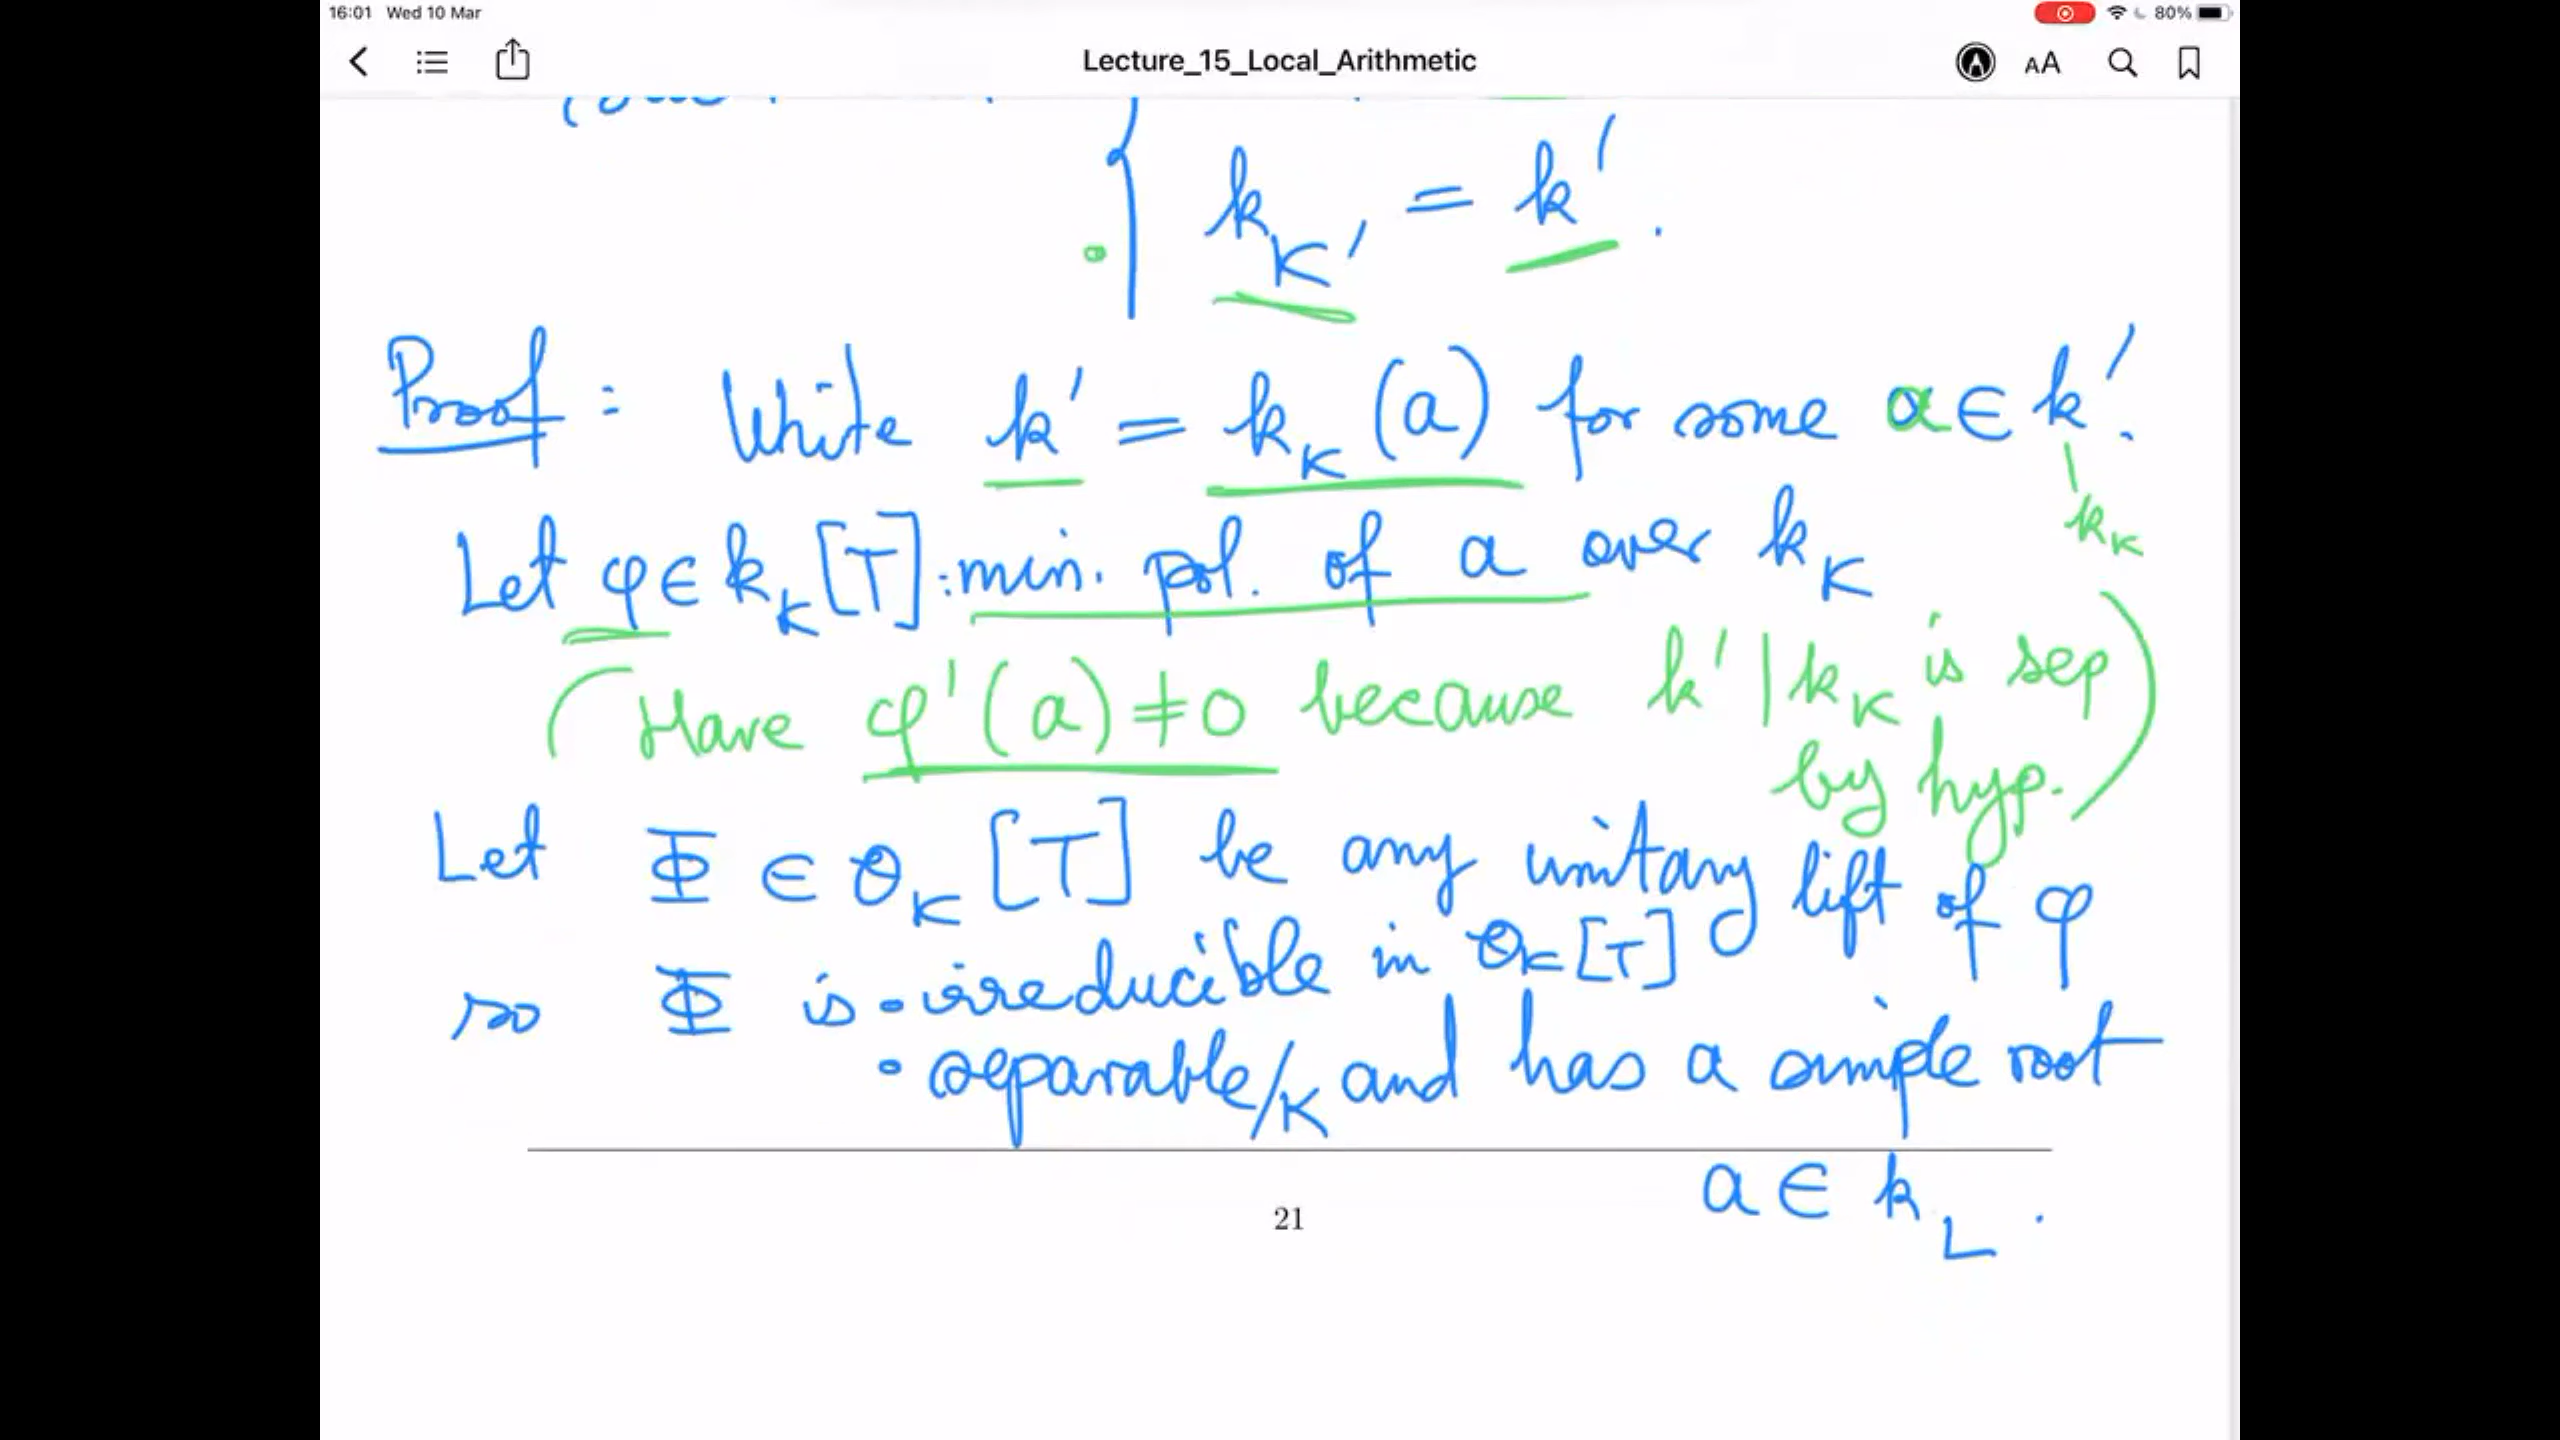 16:01 Wed 10 Mar
80%
Lecture_15_Local_Arithmetic
AA
k_K' = k'.
Proof : Write k' = k_K (a) for some a ∈ k'.
k_K
Let φ ∈ k_K [T] : min. pol. of a over k_K
(Have φ'(a) ≠ 0 because k' | k_K is sep
by hyp.)
Let Φ ∈ O_K [T] be any unitary lift of φ
so Φ is • irreducible in O_K [T]
• separable/K and has a simple root
a ∈ k_L .
21